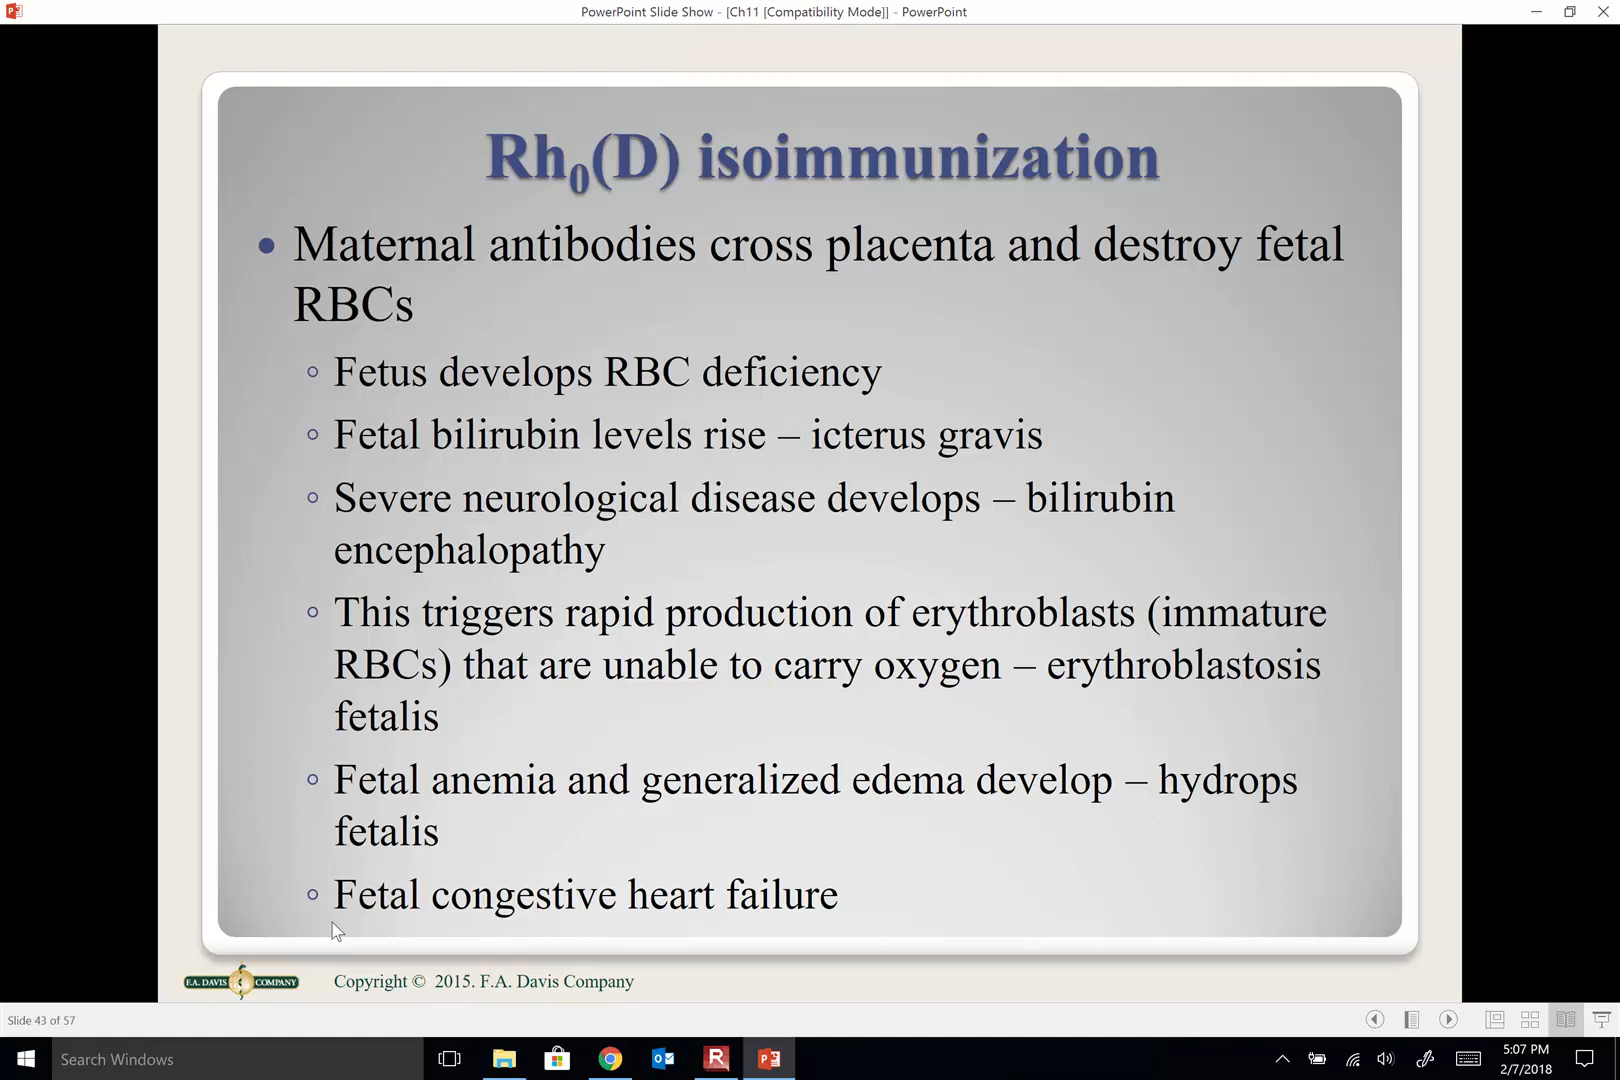 PowerPoint Slide Show - [Ch11 [Compatibility Mode]] - PowerPoint
Rh0(D) isoimmunization
• Maternal antibodies cross placenta and destroy fetal
RBCs
◦ Fetus develops RBC deficiency
◦ Fetal bilirubin levels rise – icterus gravis
◦ Severe neurological disease develops – bilirubin
encephalopathy
◦ This triggers rapid production of erythroblasts (immature
RBCs) that are unable to carry oxygen – erythroblastosis
fetalis
◦ Fetal anemia and generalized edema develop – hydrops
fetalis
◦ Fetal congestive heart failure
F.A. DAVIS COMPANY
Copyright © 2015. F.A. Davis Company
Slide 43 of 57
Search Windows
5:07 PM
2/7/2018